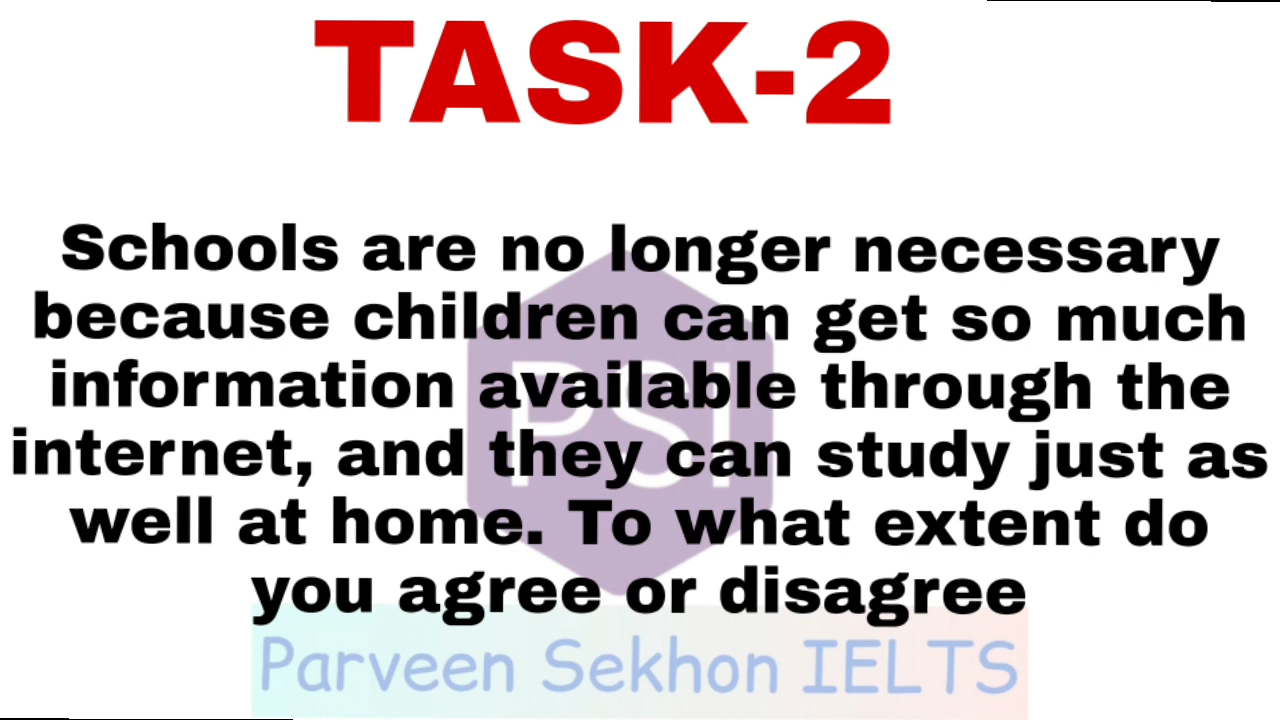 TASK-2
Schools are no longer necessary
because children can get so much
information available through the
internet, and they can study just as
well at home. To what extent do
you agree or disagree
PSI
Parveen Sekhon IELTS